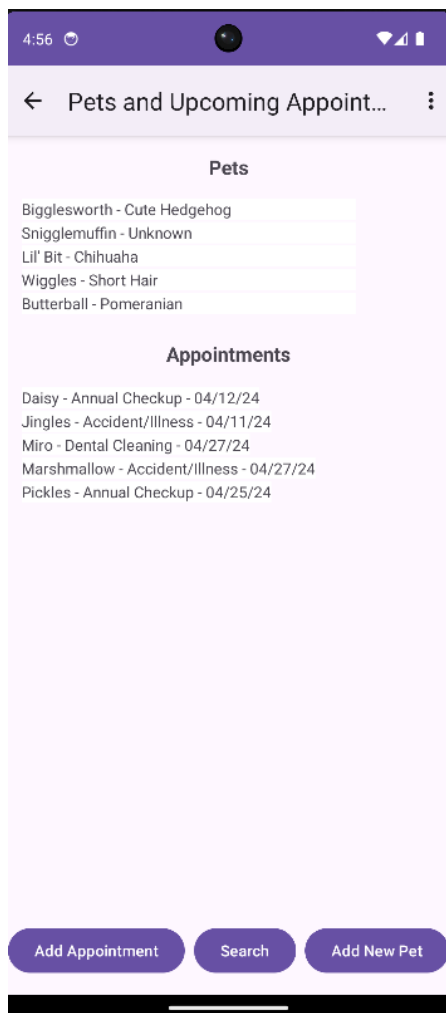 4:56
Pets and Upcoming Appoint...
Pets
Bigglesworth - Cute Hedgehog
Snigglemuffin - Unknown
Lil' Bit - Chihuaha
Wiggles - Short Hair
Butterball - Pomeranian
Appointments
Daisy - Annual Checkup - 04/12/24
Jingles - Accident/Illness - 04/11/24
Miro - Dental Cleaning - 04/27/24
Marshmallow - Accident/Illness - 04/27/24
Pickles - Annual Checkup - 04/25/24
Add Appointment Search Add New Pet